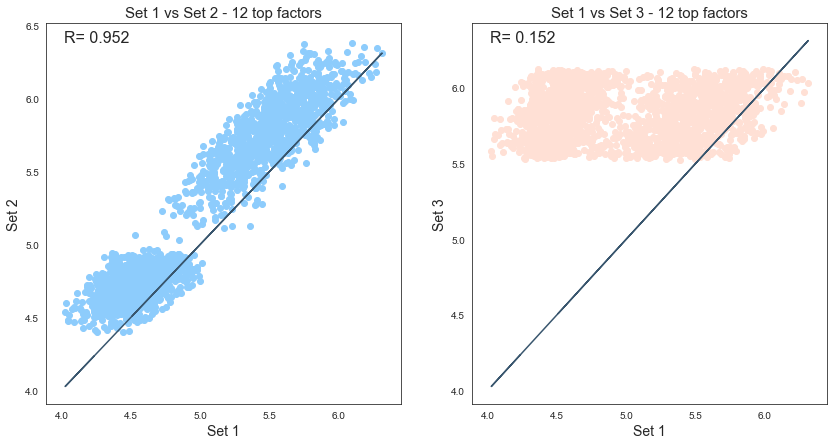 Set 1 vs Set 2 - 12 top factors
R= 0.952
6.5
6.0
5.5
5.0
4.5
4.0
Set 2
4.0 4.5 5.0 5.5 6.0
Set 1
Set 1 vs Set 3 - 12 top factors
R= 0.152
6.0
5.5
5.0
4.5
4.0
Set 3
4.0 4.5 5.0 5.5 6.0
Set 1